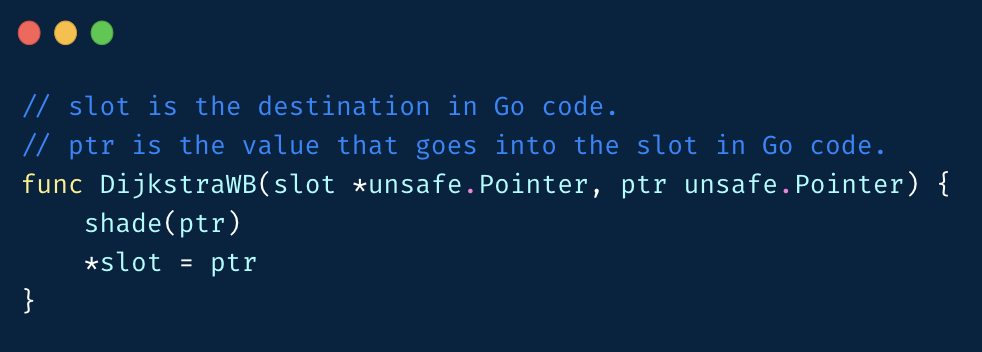 // slot is the destination in Go code.
// ptr is the value that goes into the slot in Go code.
func DijkstraWB(slot *unsafe.Pointer, ptr unsafe.Pointer) {
    shade(ptr)
    *slot = ptr
}